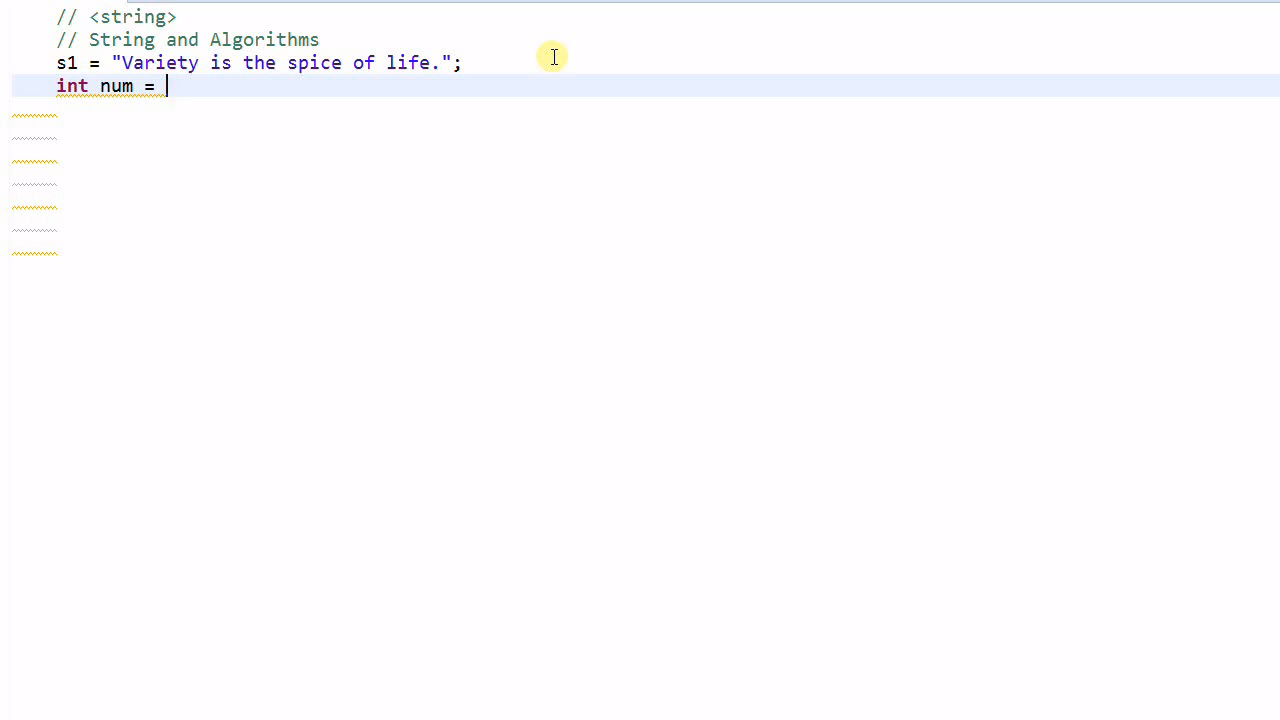 // <string>
// String and Algorithms
s1 = "Variety is the spice of life.";
int num =